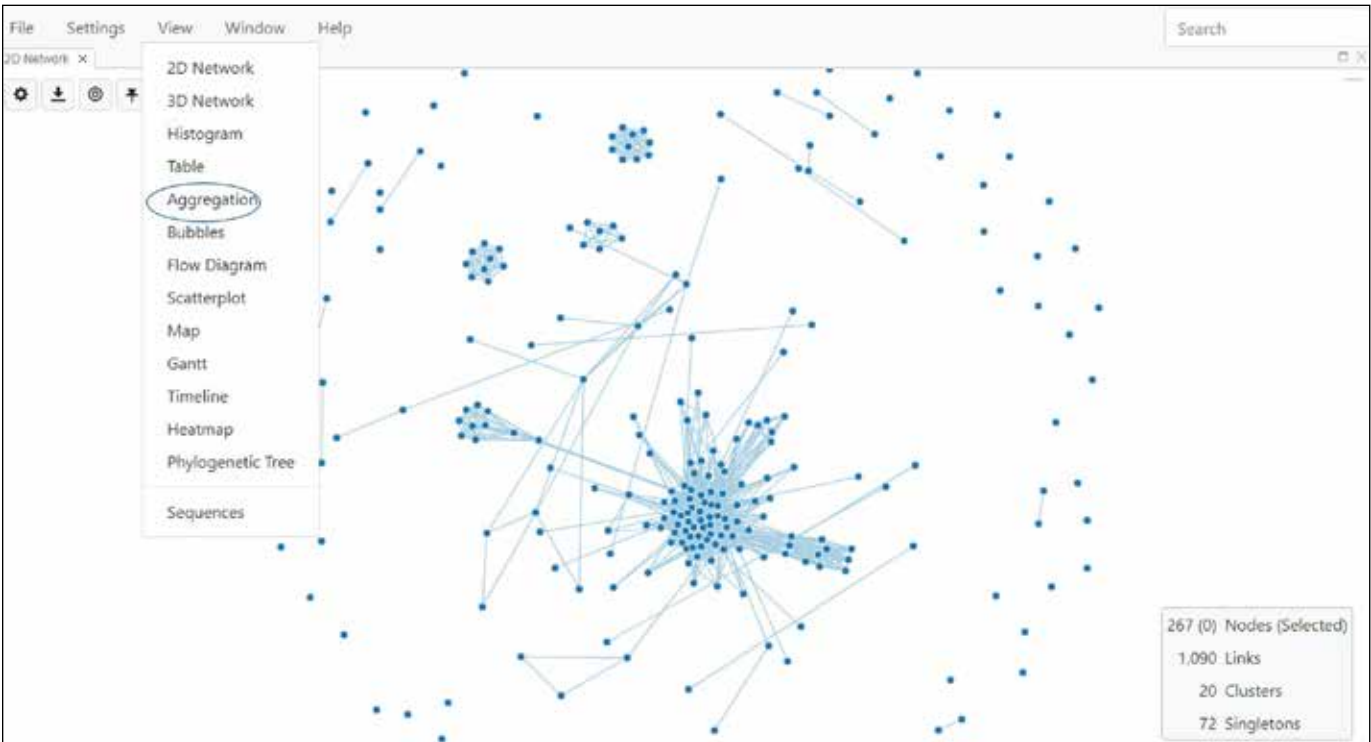 File Settings View Window Help Search
2D Network ×
2D Network
3D Network
Histogram
Table
Aggregation
Bubbles
Flow Diagram
Scatterplot
Map
Gantt
Timeline
Heatmap
Phylogenetic Tree
Sequences
267 (0) Nodes (Selected)
1,090 Links
20 Clusters
72 Singletons